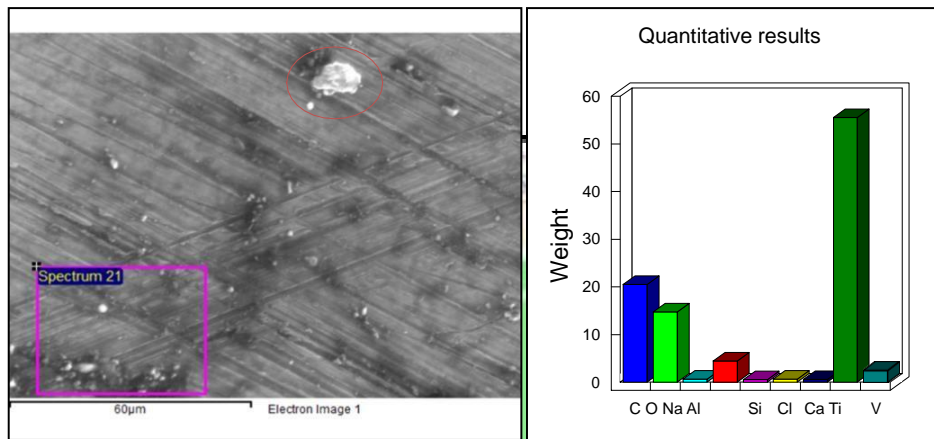 Spectrum 21
60µm
Electron Image 1
Quantitative results
Weight
60
50
40
30
20
10
0
C O Na Al Si Cl Ca Ti V